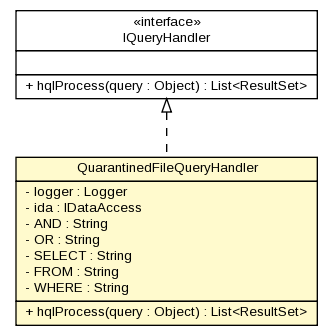 «interface»
IQueryHandler
+ hqlProcess(query : Object) : List<ResultSet>
QuarantinedFileQueryHandler
- logger : Logger
- ida : IDataAccess
- AND : String
- OR : String
- SELECT : String
- FROM : String
- WHERE : String
+ hqlProcess(query : Object) : List<ResultSet>